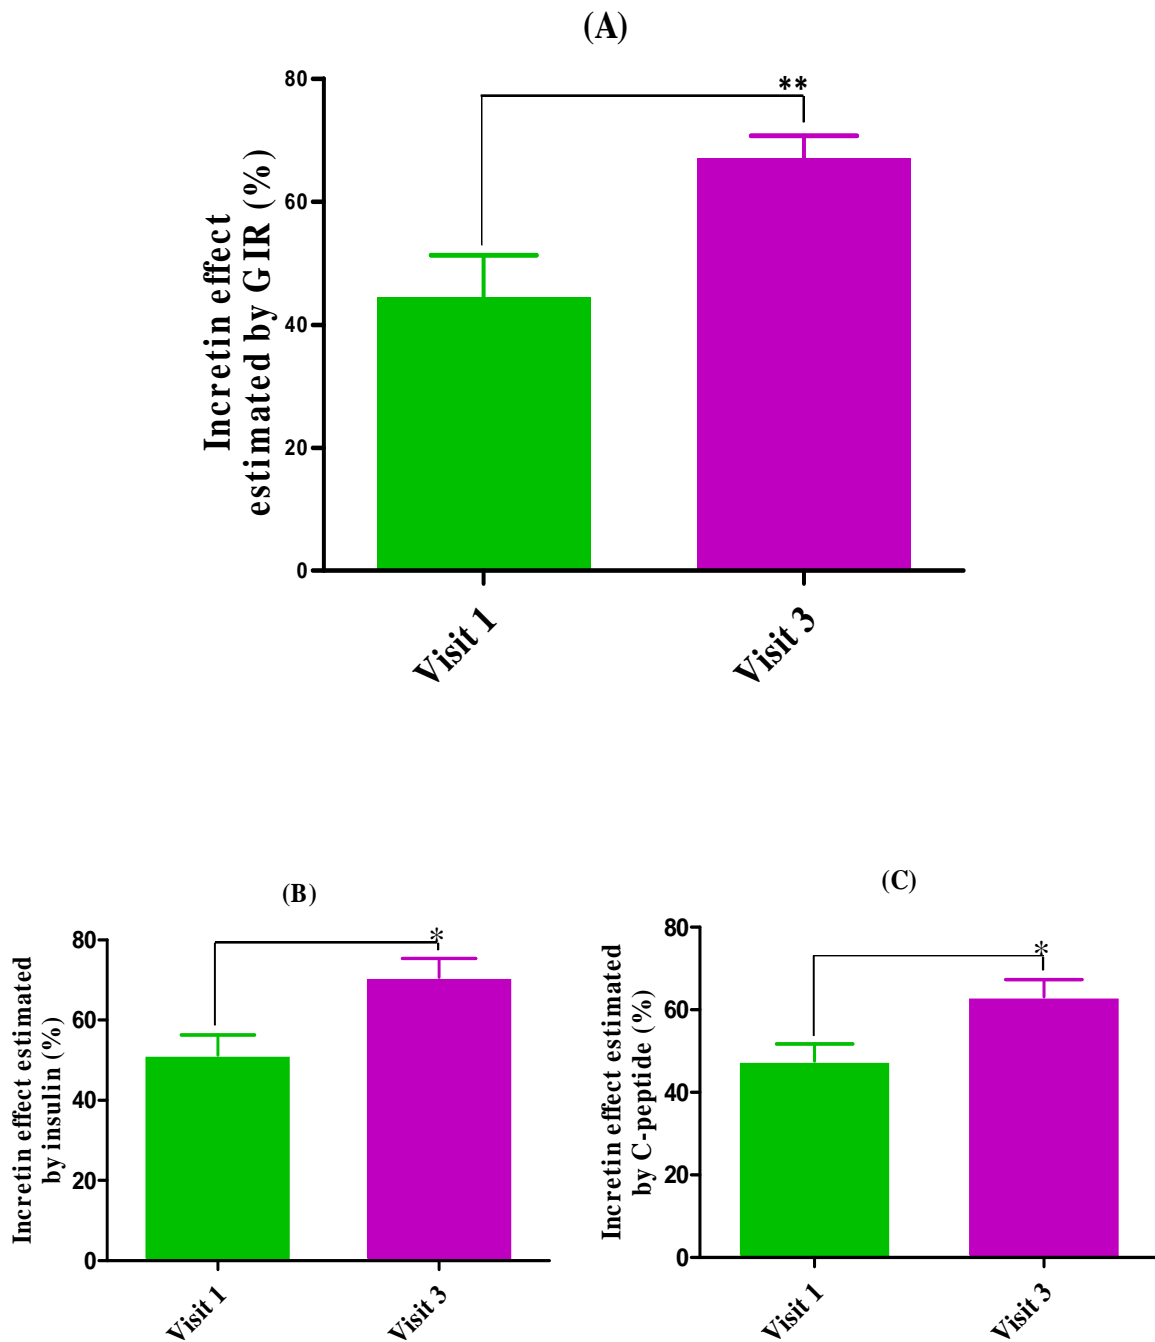 (A)
**
80
60
40
20
0
Incretin effect
estimated by GIR (%)
Visit 1
Visit 3
(B)
*
80
60
40
20
0
Incretin effect estimated
by insulin (%)
Visit 1
Visit 3
(C)
*
80
60
40
20
0
Incretin effect estimated
by C-peptide (%)
Visit 1
Visit 3